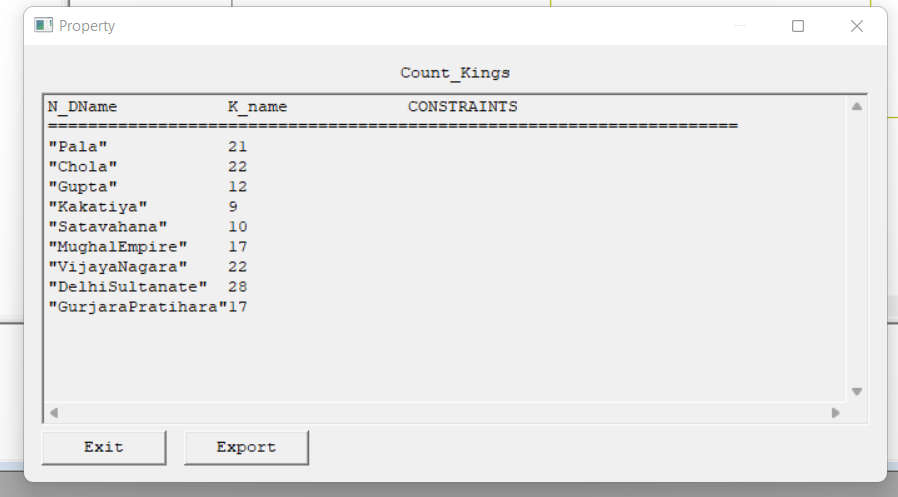 Property
Count_Kings
N_DName K_name CONSTRAINTS
=====================================================================
"Pala" 21
"Chola" 22
"Gupta" 12
"Kakatiya" 9
"Satavahana" 10
"MughalEmpire" 17
"VijayaNagara" 22
"DelhiSultanate" 28
"GurjaraPratihara"17
Exit Export